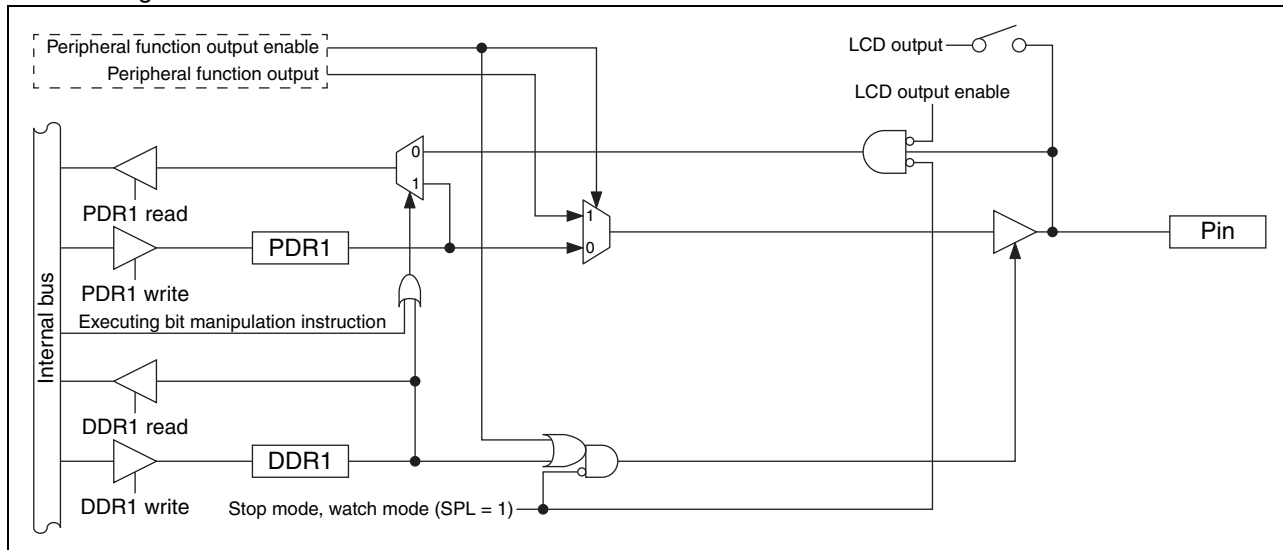 Peripheral function output enable
Peripheral function output
LCD output
LCD output enable
0
1
PDR1 read
PDR1
1
0
Pin
PDR1 write
Executing bit manipulation instruction
Internal bus
DDR1 read
DDR1
DDR1 write
Stop mode, watch mode (SPL = 1)